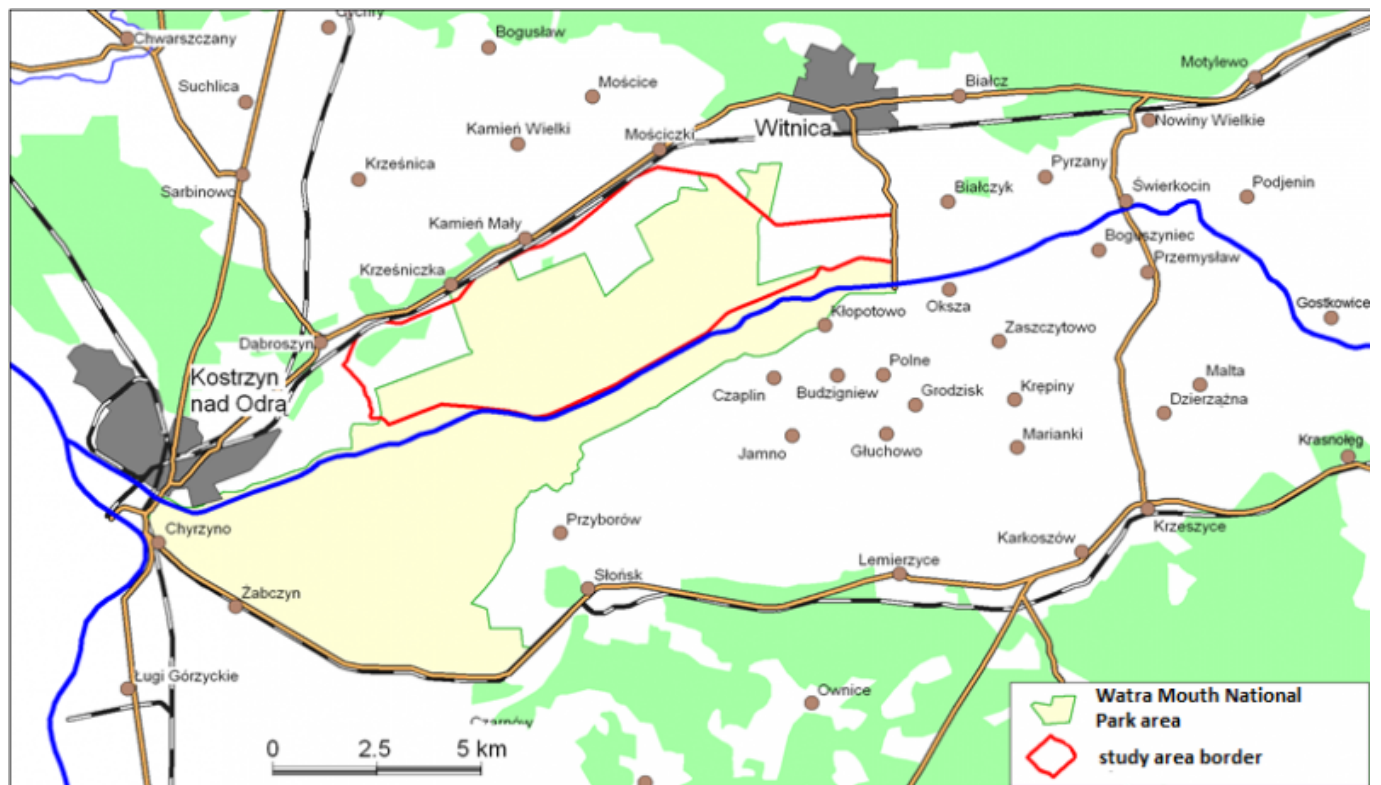 Chwarszczany
Bogusław
Motylewo
Suchlica
Mościce
Białcz
Kamień Wielki
Mościczki
Witnica
Nowiny Wielkie
Krześnica
Pyrzany
Sarbinowo
Białczyk
Świerkocin
Podjenin
Kamień Mały
Boguszyniec
Krześniczka
Przemysław
Oksza
Gostkowice
Kłopotowo
Dąbroszyn
Zaszczytowo
Kostrzyn
nad Odrą
Polne
Malta
Czaplin
Budzigniew
Grodzisk
Krępiny
Dzierzążna
Jamno
Głuchowo
Marianki
Krasnołęg
Chyrzyno
Przyborów
Krzeszyce
Karkoszów
Słońsk
Lemierzyce
Żabczyn
Ługi Górzyckie
Ownice
Watra Mouth National
Park area
0 2.5 5 km
study area border